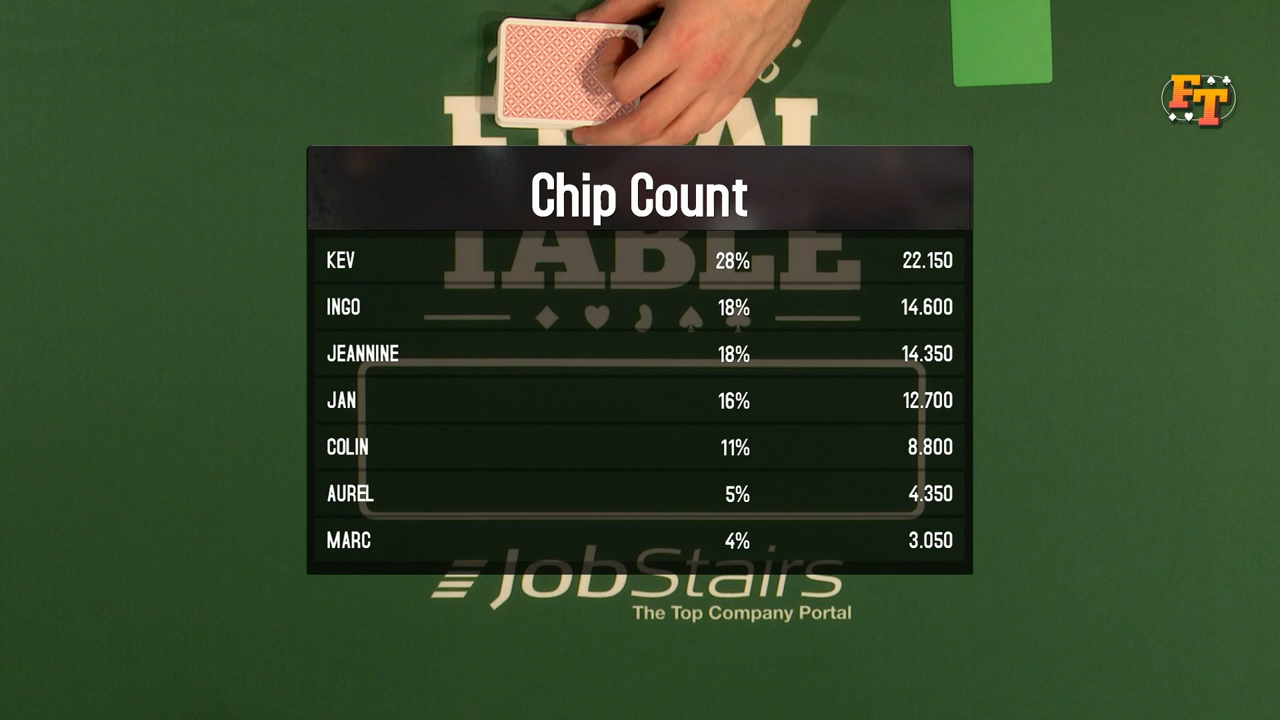 FT
Chip Count
KEV 28% 22.150
TABLE
INGO 18% 14.600
JEANNINE 18% 14.350
JAN 16% 12.700
COLIN 11% 8.800
AUREL 5% 4.350
MARC 4% 3.050
JobStairs
The Top Company Portal